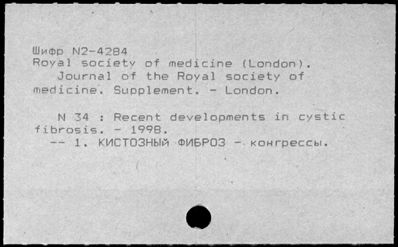 Шифр N2-4284
Royal society of medicine (London).
Journal of the Royal society of
medicine. Supplement. - London.
N 34 : Recent developments in cystic
fibrosis. - 1998.
-- 1. КИСТОЗНЫЙ ФИБРОЗ - конгрессы.